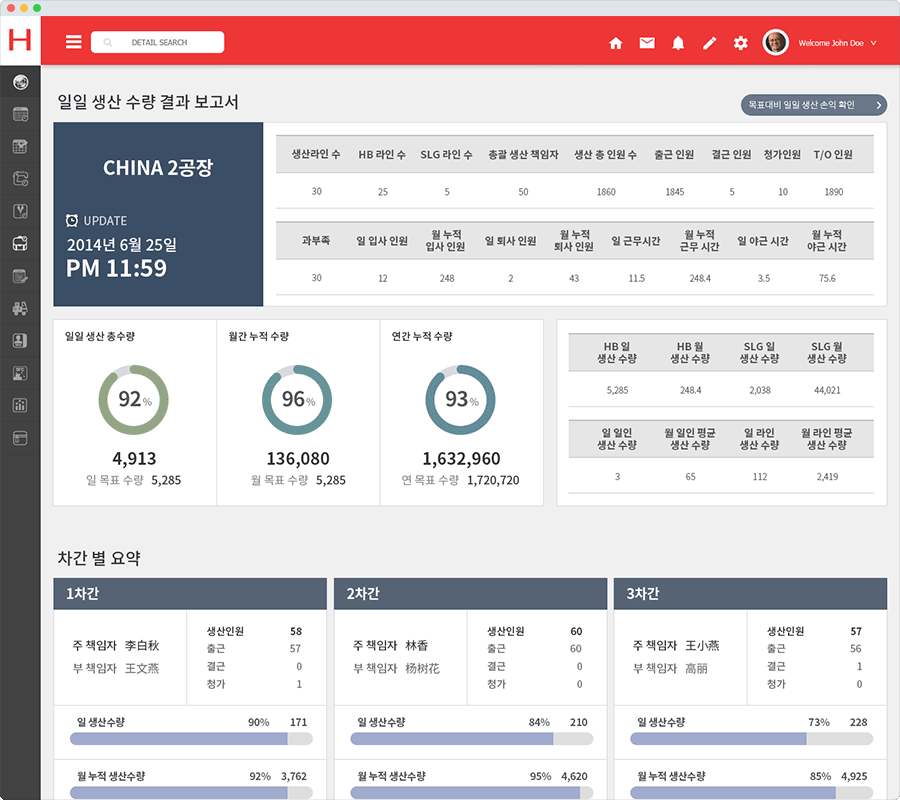 H
DETAIL SEARCH
Welcome John Doe
일일 생산 수량 결과 보고서
목표대비 일일 생산 손익 확인
CHINA 2공장
UPDATE
2014년 6월 25일
PM 11:59
생산라인 수 HB 라인 수 SLG 라인 수 총괄 생산 책임자 생산 총 인원 수 출근 인원 결근 인원 청가인원 T/O 인원
30 25 5 50 1860 1845 5 10 1890
과부족 일 입사 인원 월 누적 입사 인원 일 퇴사 인원 월 누적 퇴사 인원 일 근무시간 월 누적 근무 시간 일 야근 시간 월 누적 야근 시간
30 12 248 2 43 11.5 248.4 3.5 75.6
일일 생산 총수량
92%
4,913
일 목표 수량 5,285
월간 누적 수량
96%
136,080
월 목표 수량 5,285
연간 누적 수량
93%
1,632,960
연 목표 수량 1,720,720
HB 일 생산 수량 HB 월 생산 수량 SLG 일 생산 수량 SLG 월 생산 수량
5,285 248.4 2,038 44,021
일 일인 생산 수량 월 일인 평균 생산 수량 일 라인 생산 수량 월 라인 평균 생산 수량
3 65 112 2,419
차간 별 요약
1차간
주 책임자 李白秋
부 책임자 王文燕
생산인원 58
출근 57
결근 0
청가 1
일 생산수량 90% 171
월 누적 생산수량 92% 3,762
2차간
주 책임자 林香
부 책임자 杨树花
생산인원 60
출근 60
결근 0
청가 0
일 생산수량 84% 210
월 누적 생산수량 95% 4,620
3차간
주 책임자 王小燕
부 책임자 高丽
생산인원 57
출근 56
결근 1
청가 0
일 생산수량 73% 228
월 누적 생산수량 85% 4,925